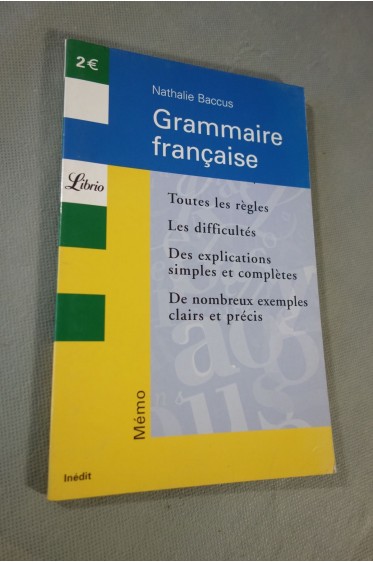 2€
Nathalie Baccus
Grammaire
française
Librio
Toutes les règles
Les difficultés
Des explications
simples et complètes
De nombreux exemples
clairs et précis
Mémo
Inédit